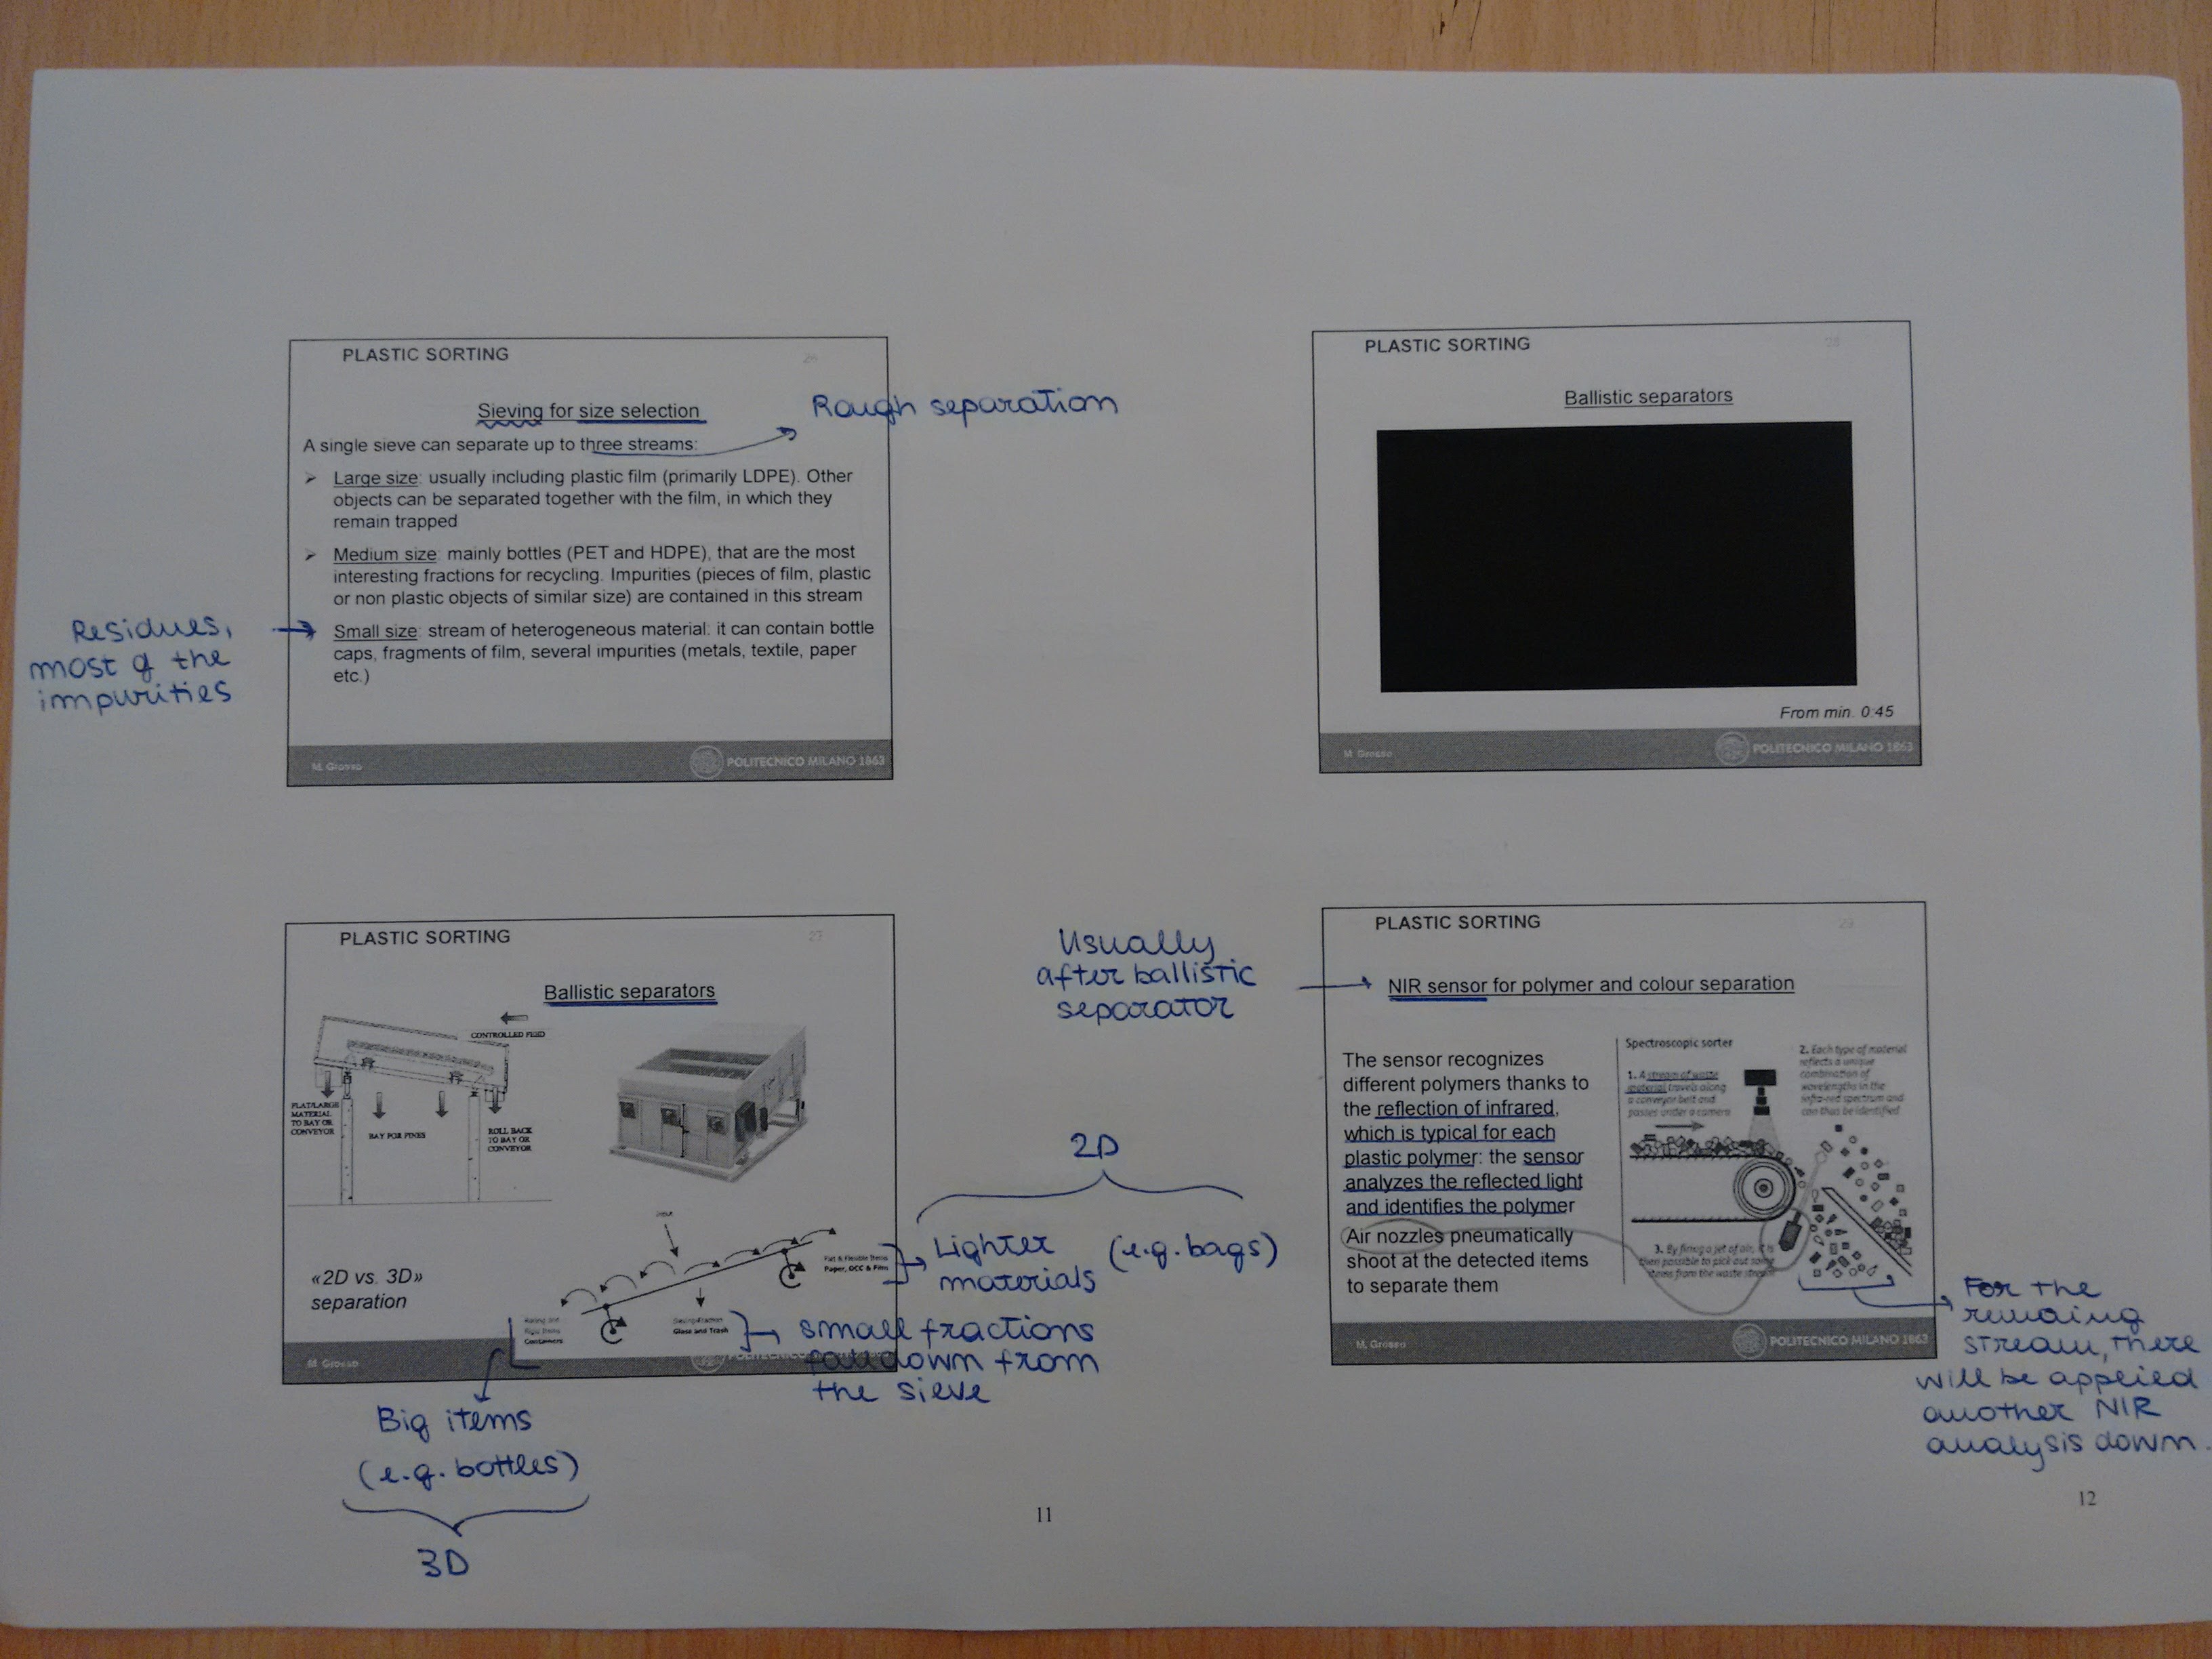 PLASTIC SORTING
26
Sieving for size selection
Rough separation
A single sieve can separate up to three streams:
➢ Large size: usually including plastic film (primarily LDPE). Other
objects can be separated together with the film, in which they
remain trapped
➢ Medium size: mainly bottles (PET and HDPE), that are the most
interesting fractions for recycling. Impurities (pieces of film, plastic
or non plastic objects of similar size) are contained in this stream
Residues,
most of the
impurities
➢ Small size: stream of heterogeneous material: it can contain bottle
caps, fragments of film, several impurities (metals, textile, paper
etc.)
M. Grosso
POLITECNICO MILANO 1863
PLASTIC SORTING
27
Ballistic separators
CONTROLLED FEED
FLAT/LARGE
MATERIAL
TO BAY OR
CONVEYOR
BAY FOR FINES
ROLL BACK
TO BAY OR
CONVEYOR
«2D vs. 3D»
separation
Input
Flat & Flexible Items
Paper, OCC & Film
Containers
Glass and Trash
2D
Lighter
materials
(e.g. bags)
small fractions
fall down from
the sieve
Big items
(e.g. bottles)
3D
M. Grosso
POLITECNICO MILANO 1863
11
PLASTIC SORTING
28
Ballistic separators
From min. 0:45
M. Grosso
POLITECNICO MILANO 1863
PLASTIC SORTING
29
Usually
after ballistic
separator
NIR sensor for polymer and colour separation
The sensor recognizes
different polymers thanks to
the reflection of infrared,
which is typical for each
plastic polymer: the sensor
analyzes the reflected light
and identifies the polymer
Air nozzles pneumatically
shoot at the detected items
to separate them
Spectroscopic sorter
1. A stream of waste
material travels along
a conveyor belt and
passes under a camera
2. Each type of material
reflects a unique
combination of
wavelengths in the
infra-red spectrum and
can thus be identified
3. By firing a jet of air, it is
then possible to pick out some
items from the waste stream
For the
remaing
stream, there
will be appeied
another NIR
analysis down.
M. Grosso
POLITECNICO MILANO 1863
12